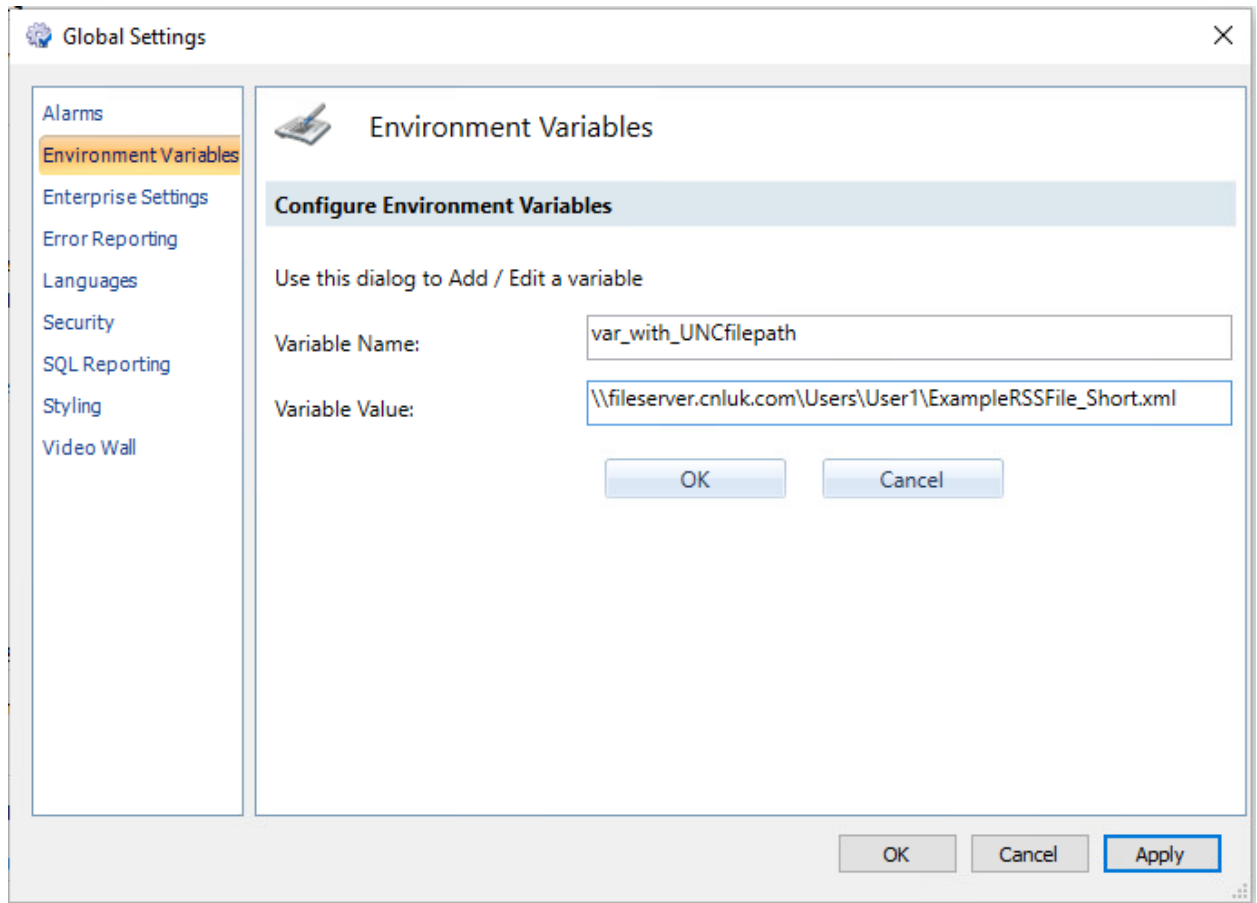 Global Settings
Alarms
Environment Variables
Enterprise Settings
Error Reporting
Languages
Security
SQL Reporting
Styling
Video Wall
Environment Variables
Configure Environment Variables
Use this dialog to Add / Edit a variable
Variable Name:
var_with_UNCfilepath
Variable Value:
\\fileserver.cnluk.com\Users\User1\ExampleRSSFile_Short.xml
OK
Cancel
OK
Cancel
Apply